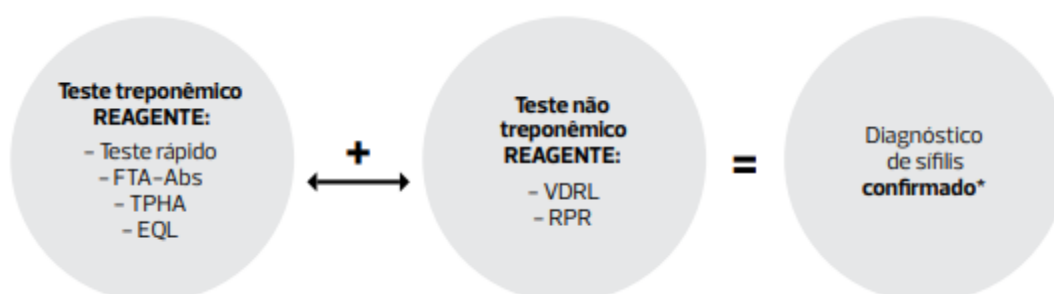 Teste treponêmico
REAGENTE:
- Teste rápido
- FTA-Abs
- TPHA
- EQL
+
Teste não
treponêmico
REAGENTE:
- VDRL
- RPR
=
Diagnóstico
de sífilis
confirmado*